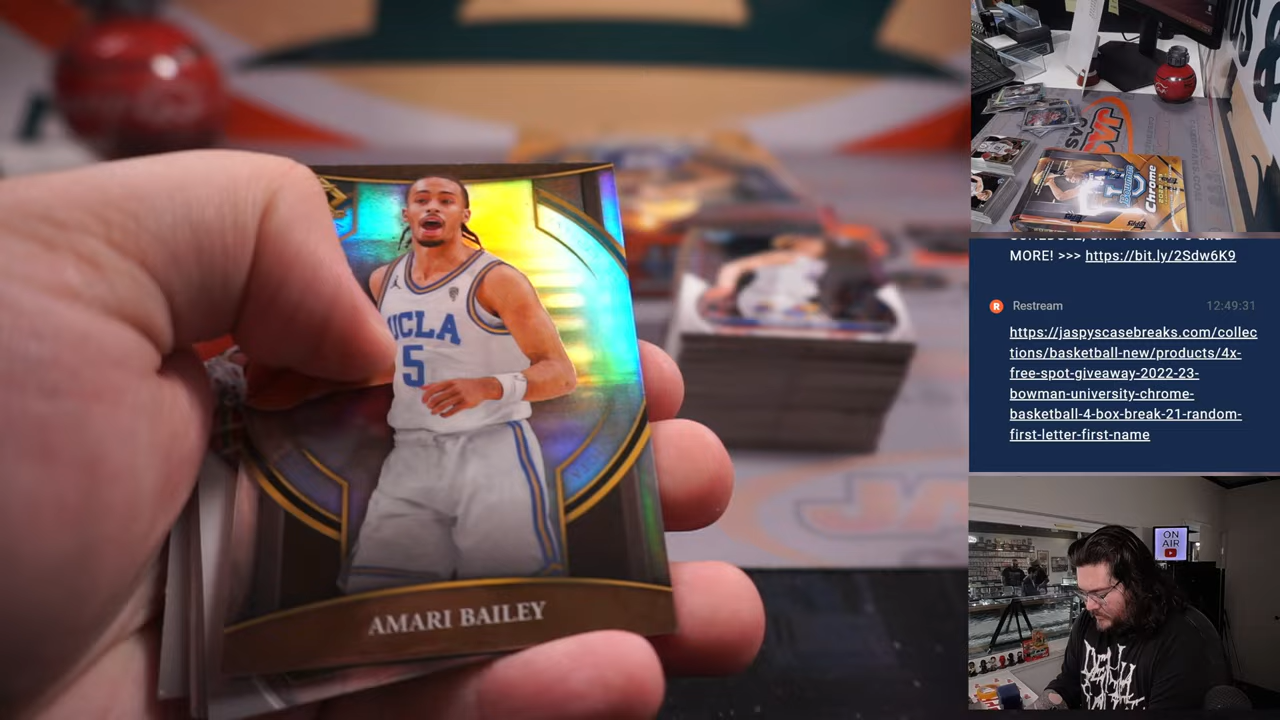 UCLA
5
AMARI BAILEY
Bowman
Chrome
MORE! >>> https://bit.ly/2Sdw6K9
Restream
12:49:31
https://jaspyscasebreaks.com/collec
tions/basketball-new/products/4x-
free-spot-giveaway-2022-23-
bowman-university-chrome-
basketball-4-box-break-21-random-
first-letter-first-name
ON
AIR